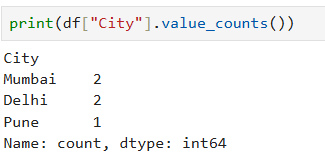 print(df["City"].value_counts())
City
Mumbai    2
Delhi     2
Pune      1
Name: count, dtype: int64